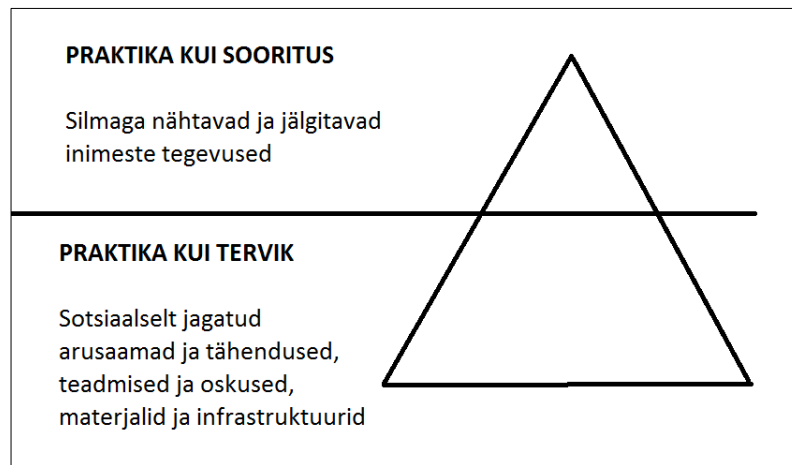 PRAKTIKA KUI SOORITUS
Silmaga nähtavad ja jälgitavad
inimeste tegevused
PRAKTIKA KUI TERVIK
Sotsiaalselt jagatud
arusaamad ja tähendused,
teadmised ja oskused,
materjalid ja infrastruktuurid